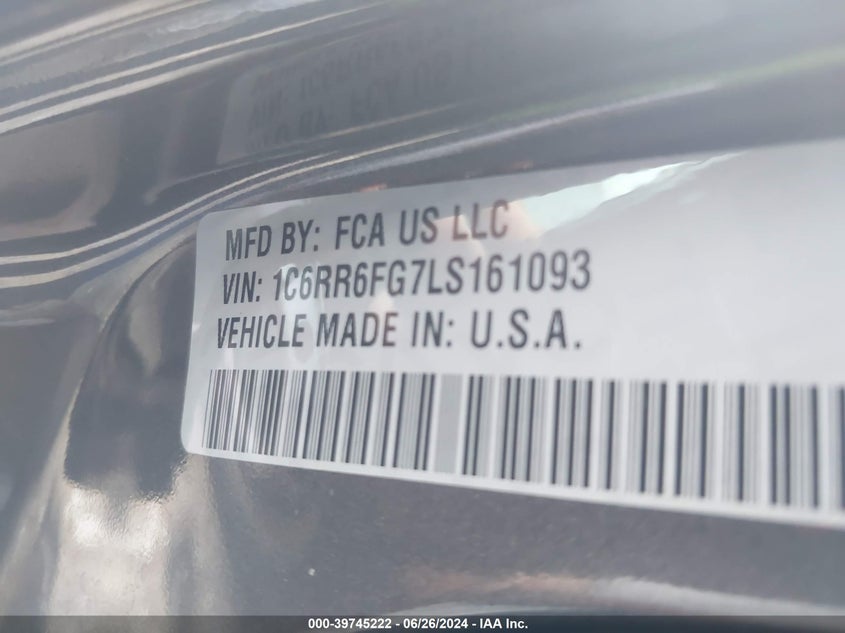 MFD BY: FCA US LLC
VIN: 1C6RR6FG7LS161093
VEHICLE MADE IN: U.S.A.
000-39745222 - 06/26/2024 - IAA Inc.